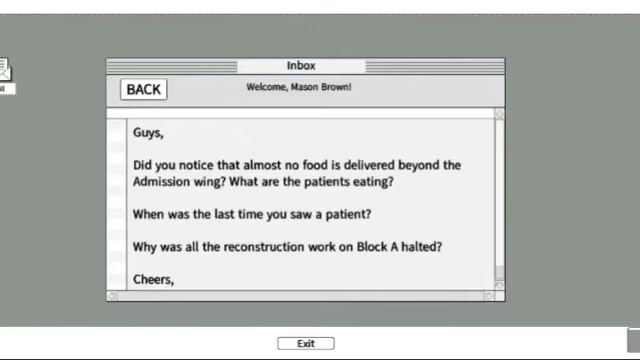 Inbox
BACK
Welcome, Mason Brown!
Guys,
Did you notice that almost no food is delivered beyond the
Admission wing? What are the patients eating?
When was the last time you saw a patient?
Why was all the reconstruction work on Block A halted?
Cheers,
Exit